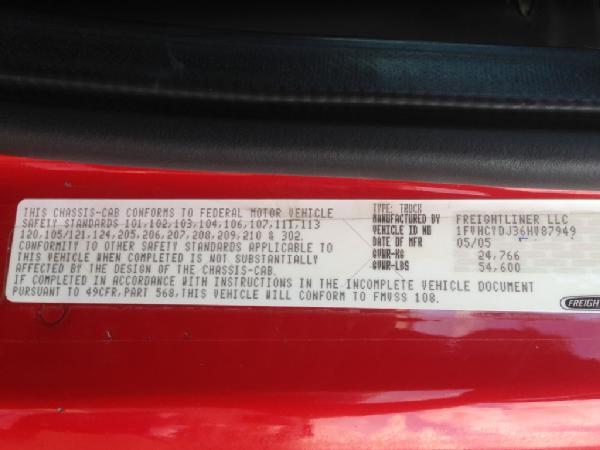 THIS CHASSIS-CAB CONFORMS TO FEDERAL MOTOR VEHICLE
SAFETY STANDARDS 101,102,103,104,106,107,111,113
120,105/121,124,205,206,207,208,209,210 & 302.
CONFORMITY TO OTHER SAFETY STANDARDS APPLICABLE TO
THIS VEHICLE WHEN COMPLETED IS NOT SUBSTANTIALLY
AFFECTED BY THE DESIGN OF THE CHASSIS-CAB.
IF COMPLETED IN ACCORDANCE WITH INSTRUCTIONS IN THE INCOMPLETE VEHICLE DOCUMENT
PURSUANT TO 49CFR,PART 568,THIS VEHICLE WILL CONFORM TO FMVSS 108.
TYPE: TRUCK
MANUFACTURED BY FREIGHTLINER LLC
VEHICLE ID NO 1FVHCYDJ36HV87949
DATE OF MFR 05/05
GVWR-KG 24,766
GVWR-LBS 54,600
FREIGHT